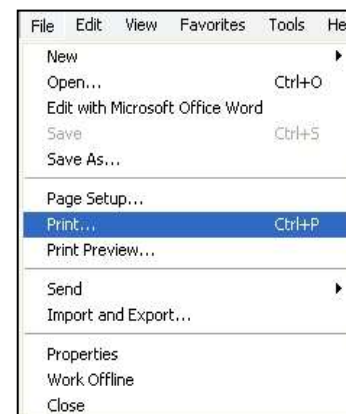 File Edit View Favorites Tools He
New
Open... Ctrl+O
Edit with Microsoft Office Word
Save Ctrl+S
Save As...
Page Setup...
Print... Ctrl+P
Print Preview...
Send
Import and Export...
Properties
Work Offline
Close